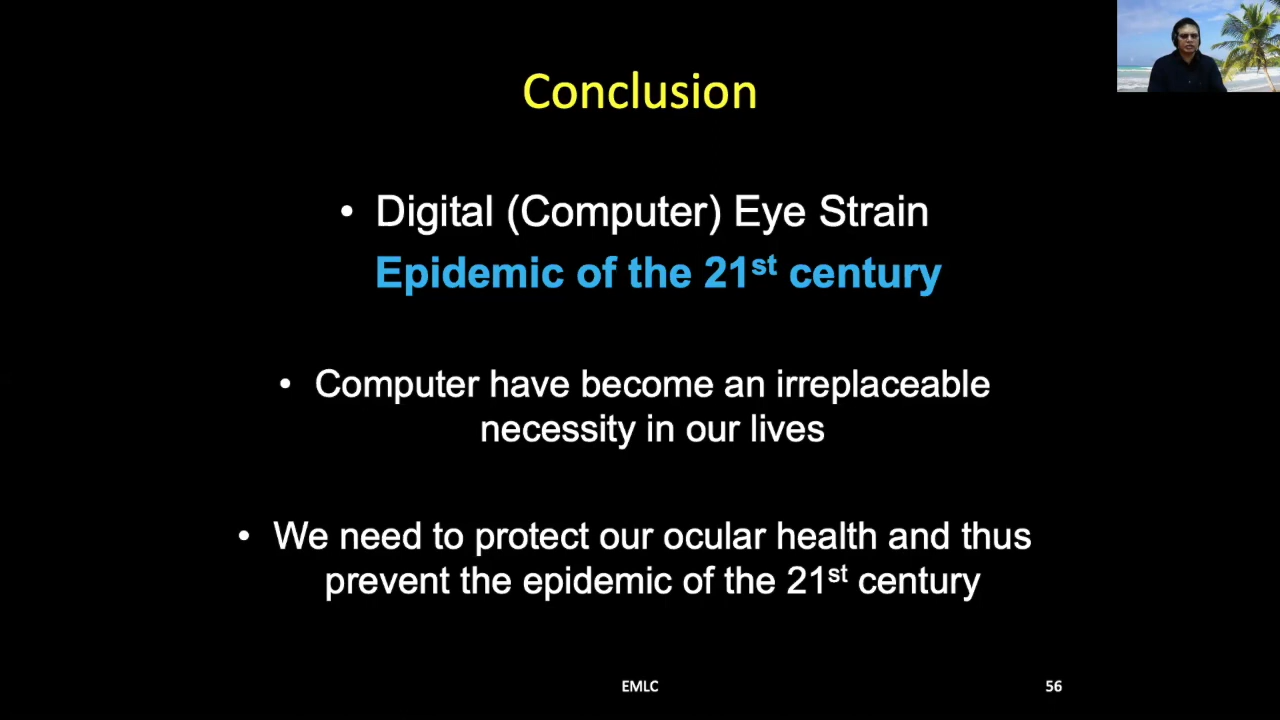 Conclusion
• Digital (Computer) Eye Strain
Epidemic of the 21st century
• Computer have become an irreplaceable
necessity in our lives
• We need to protect our ocular health and thus
prevent the epidemic of the 21st century
EMLC
56